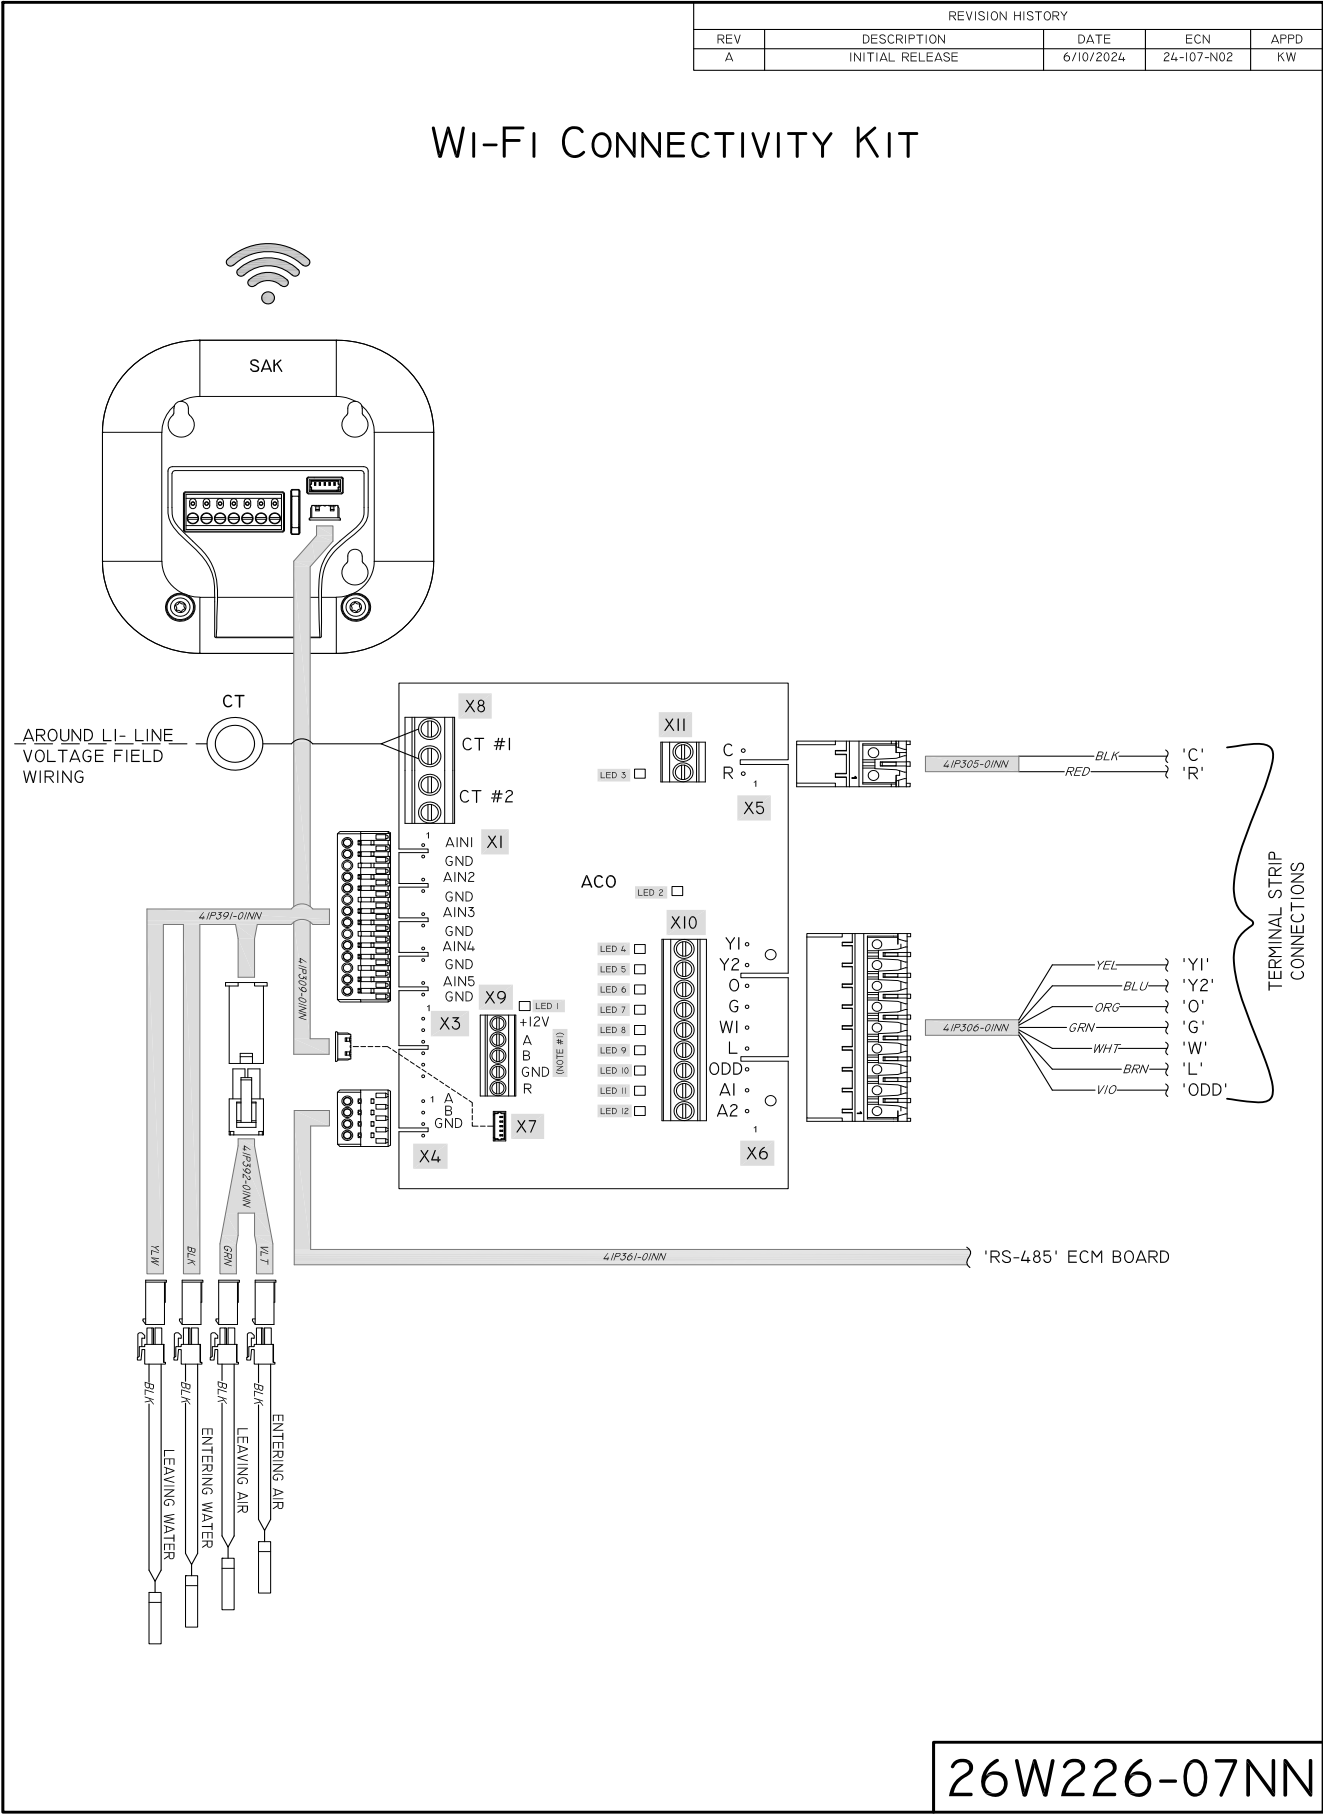 REVISION HISTORY
REV DESCRIPTION DATE ECN APPD
A INITIAL RELEASE 6/10/2024 24-107-N02 KW
WI-FI CONNECTIVITY KIT
SAK
CT
AROUND L1- LINE
VOLTAGE FIELD
WIRING
X8
CT #1
CT #2
X11
C
R
1
X5
LED 3
41P305-01NN
BLK 'C'
RED 'R'
1
AIN1
X1
GND
AIN2
GND
AIN3
GND
AIN4
GND
AIN5
GND
ACO
LED 2
X10
LED 4
LED 5
LED 6
LED 7
LED 8
LED 9
LED 10
LED 11
LED 12
Y1
Y2
O
G
W1
L
ODD
A1
A2
1
X6
1
1
41P306-01NN
YEL 'Y1'
BLU 'Y2'
ORG 'O'
GRN 'G'
WHT 'W'
BRN 'L'
VIO 'ODD'
TERMINAL STRIP
CONNECTIONS
1
X3
X9
LED 1
+12V
A
B
GND
R
(NOTE #1)
X7
1
A
B
GND
X4
41P391-01NN
41P309-01NN
41P392-01NN
41P361-01NN
'RS-485' ECM BOARD
YLW
BLK
GRN
VLT
BLK
BLK
BLK
BLK
LEAVING WATER
ENTERING WATER
LEAVING AIR
ENTERING AIR
26W226-07NN